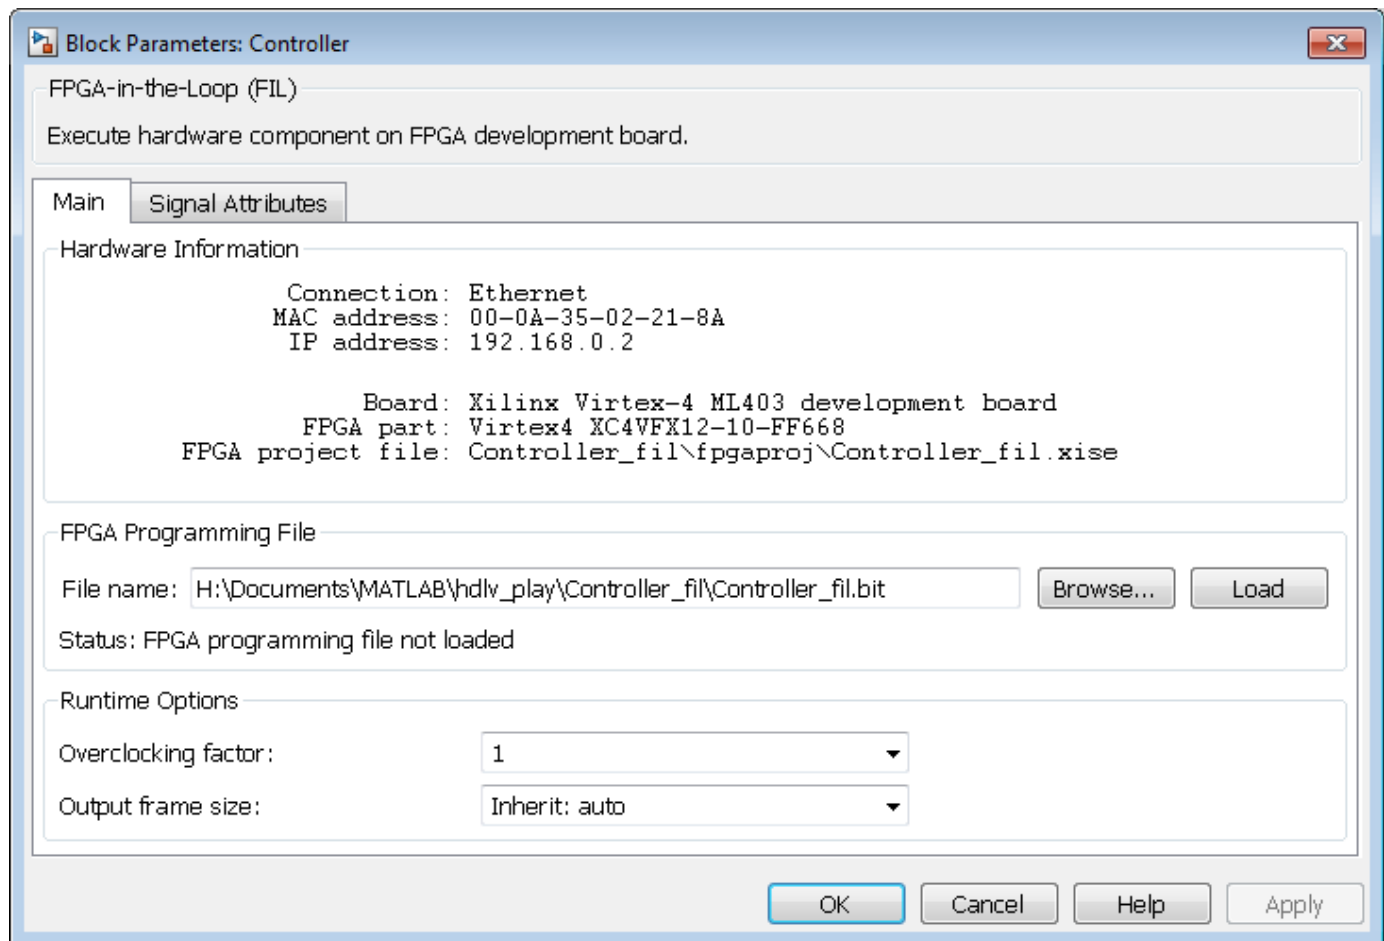 Block Parameters: Controller
FPGA-in-the-Loop (FIL)
Execute hardware component on FPGA development board.
Main Signal Attributes
Hardware Information
Connection: Ethernet
MAC address: 00-0A-35-02-21-8A
IP address: 192.168.0.2
Board: Xilinx Virtex-4 ML403 development board
FPGA part: Virtex4 XC4VFX12-10-FF668
FPGA project file: Controller_fil\fpgaproj\Controller_fil.xise
FPGA Programming File
File name: H:\Documents\MATLAB\hdlv_play\Controller_fil\Controller_fil.bit Browse... Load
Status: FPGA programming file not loaded
Runtime Options
Overclocking factor: 1
Output frame size: Inherit: auto
OK Cancel Help Apply